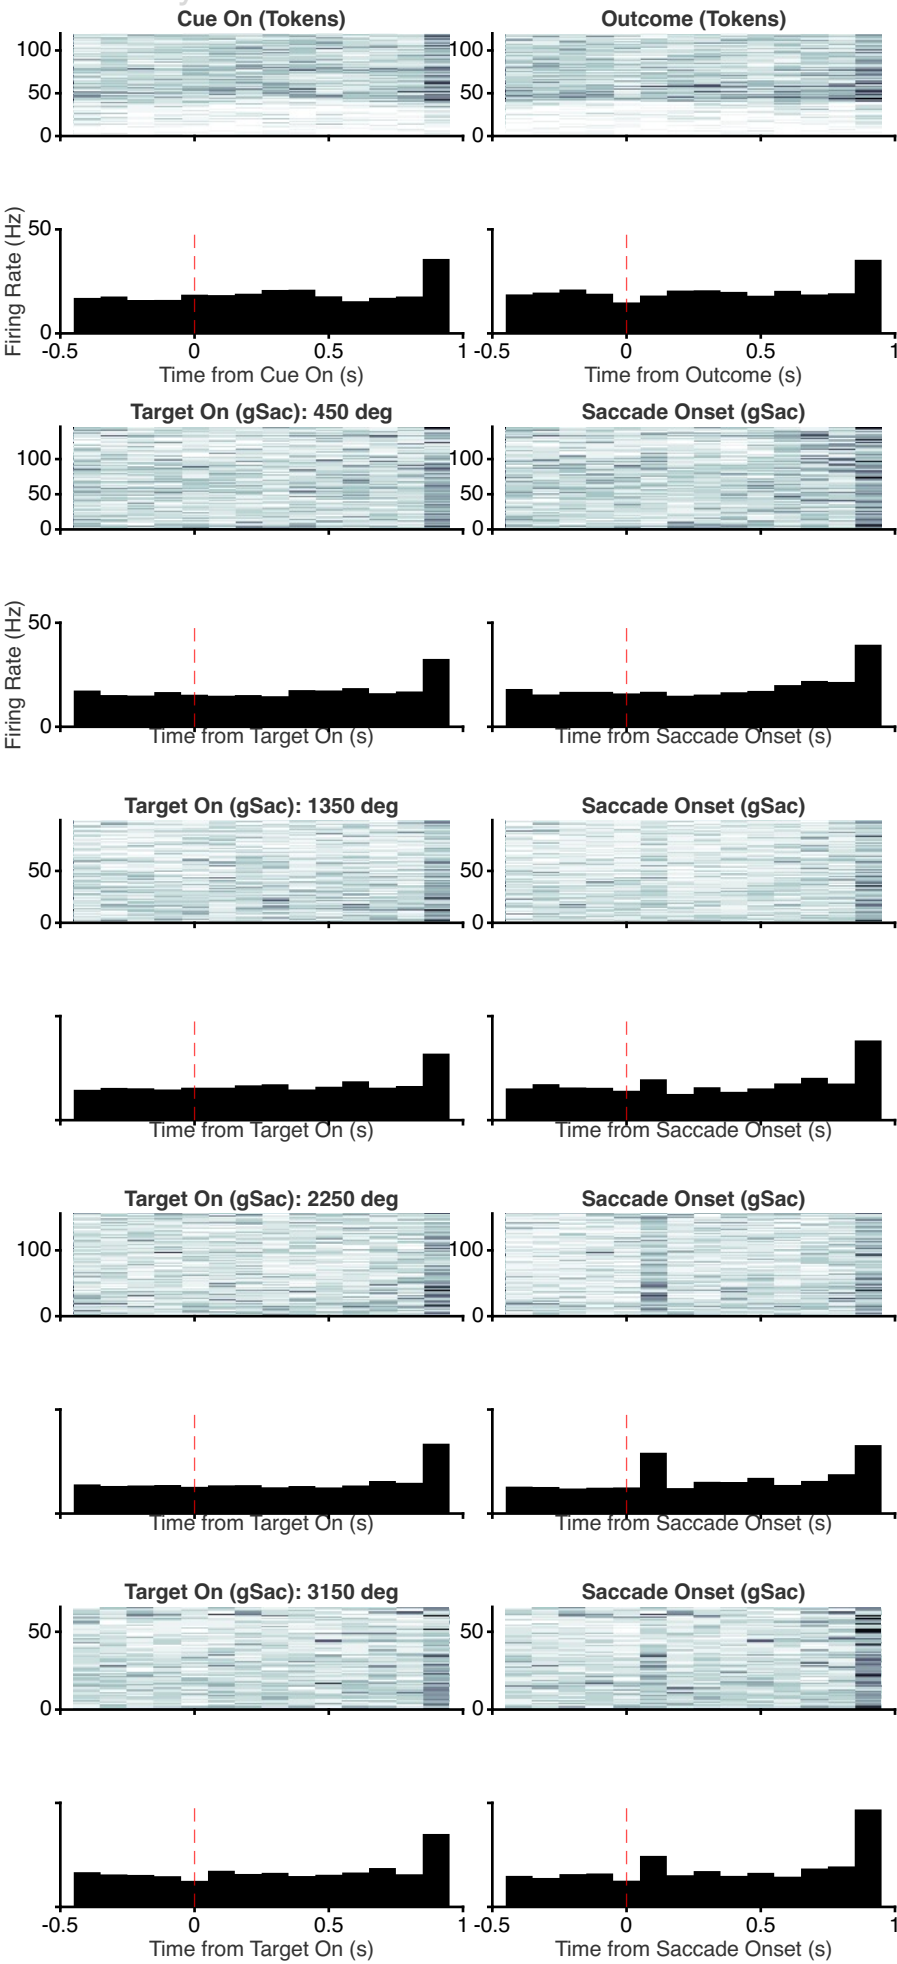 Cue On (Tokens) Outcome (Tokens)
100 100
50 50
0 0
Firing Rate (Hz)
50
0
-0.5 0 0.5 1 -0.5 0 0.5 1
Time from Cue On (s) Time from Outcome (s)
Target On (gSac): 450 deg Saccade Onset (gSac)
100 100
50 50
0 0
Firing Rate (Hz)
50
0
Time from Target On (s) Time from Saccade Onset (s)
Target On (gSac): 1350 deg Saccade Onset (gSac)
50 50
0 0
Time from Target On (s) Time from Saccade Onset (s)
Target On (gSac): 2250 deg Saccade Onset (gSac)
100 100
0 0
Time from Target On (s) Time from Saccade Onset (s)
Target On (gSac): 3150 deg Saccade Onset (gSac)
50 50
0 0
-0.5 0 0.5 1 -0.5 0 0.5 1
Time from Target On (s) Time from Saccade Onset (s)